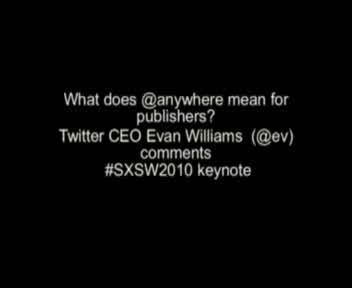 What does @anywhere mean for
publishers?
Twitter CEO Evan Williams (@ev)
comments
#SXSW2010 keynote